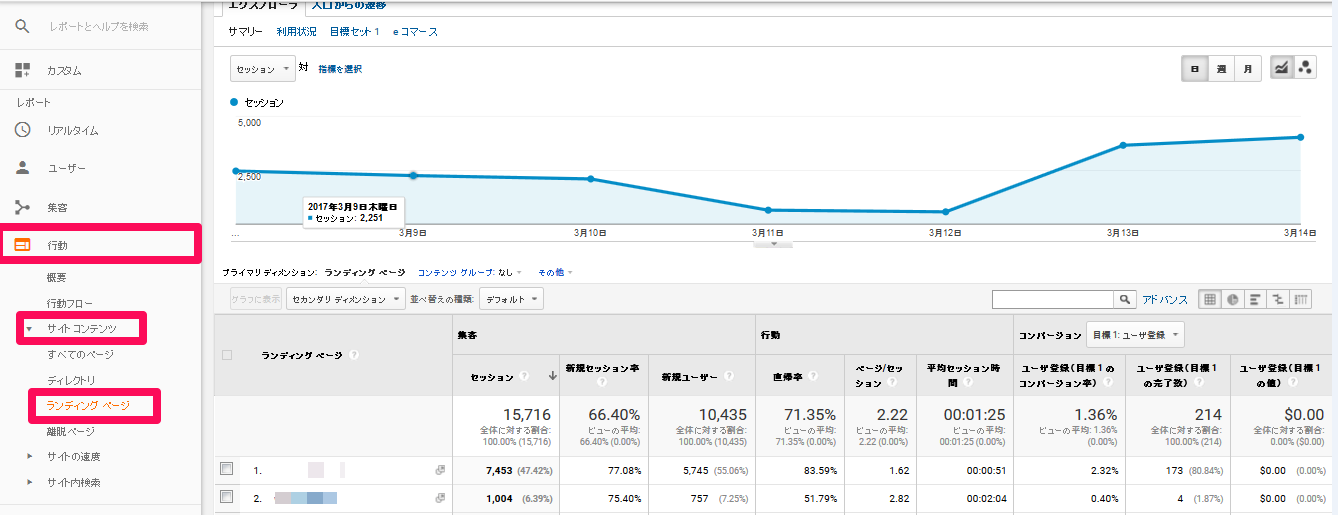 エクスプローラ 入口からの遷移
レポートとヘルプを検索
サマリー 利用状況 目標セット 1 eコマース
カスタム
セッション 対 指標を選択 日 週 月
レポート
● セッション
リアルタイム
5,000
2,500
ユーザー
集客
2017年3月9日木曜日
セッション: 2,251
... 3月9日 3月10日 3月11日 3月12日 3月13日 3月14日
行動
概要
行動フロー
サイト コンテンツ
すべてのページ
ディレクトリ
ランディング ページ
離脱ページ
サイトの速度
サイト内検索
プライマリ ディメンション: ランディング ページ コンテンツ グループ: なし その他
グラフに表示 セカンダリ ディメンション 並べ替えの種類: デフォルト アドバンス
集客 行動 コンバージョン 目標 1: ユーザ登録
ランディング ページ
セッション 新規セッション率 新規ユーザー 直帰率 ページ/セッション 平均セッション時間 ユーザ登録(目標 1 のコンバージョン率) ユーザ登録(目標 1 の完了数) ユーザ登録(目標 1 の値)
15,716 66.40% 10,435 71.35% 2.22 00:01:25 1.36% 214 $0.00
全体に対する割合: ビューの平均: 全体に対する割合: ビューの平均: ビューの平均: ビューの平均: ビューの平均: 1.36% 全体に対する割合: 全体に対する割合:
100.00% (15,716) 66.40% (0.00%) 100.00% (10,435) 71.35% (0.00%) 2.22 (0.00%) 00:01:25 (0.00%) (0.00%) 100.00% (214) 0.00% ($0.00)
1. 7,453 (47.42%) 77.08% 5,745 (55.06%) 83.59% 1.62 00:00:51 2.32% 173 (80.84%) $0.00 (0.00%)
2. 1,004 (6.39%) 75.40% 757 (7.25%) 51.79% 2.82 00:02:04 0.40% 4 (1.87%) $0.00 (0.00%)